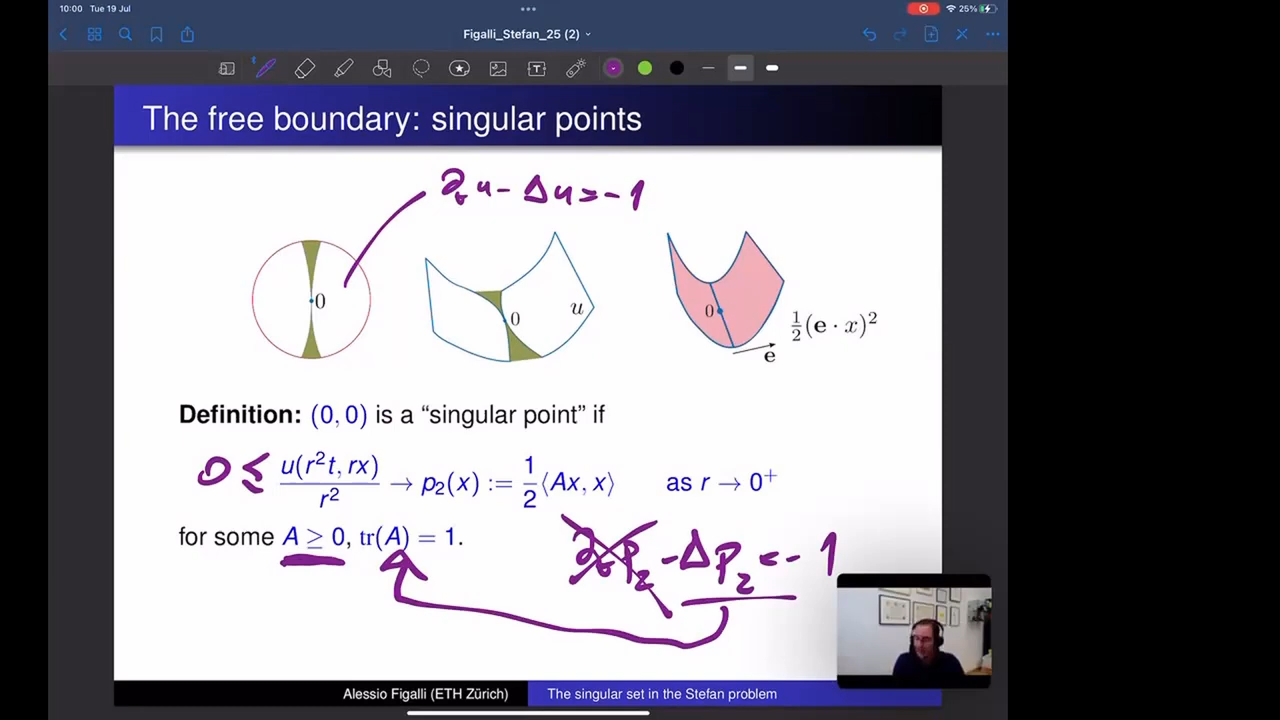 10:00 Tue 19 Jul
25%
Figalli_Stefan_25 (2)
The free boundary: singular points
∂ₜu - Δu = -1
0
0
u
0
½(e · x)²
e
Definition: (0, 0) is a “singular point” if
0 ≤ u(r²t, rx)/r² → p₂(x) := ½⟨Ax, x⟩ as r → 0⁺
for some A ≥ 0, tr(A) = 1.
∂ₜp₂ - Δp₂ = -1
Alessio Figalli (ETH Zürich)
The singular set in the Stefan problem